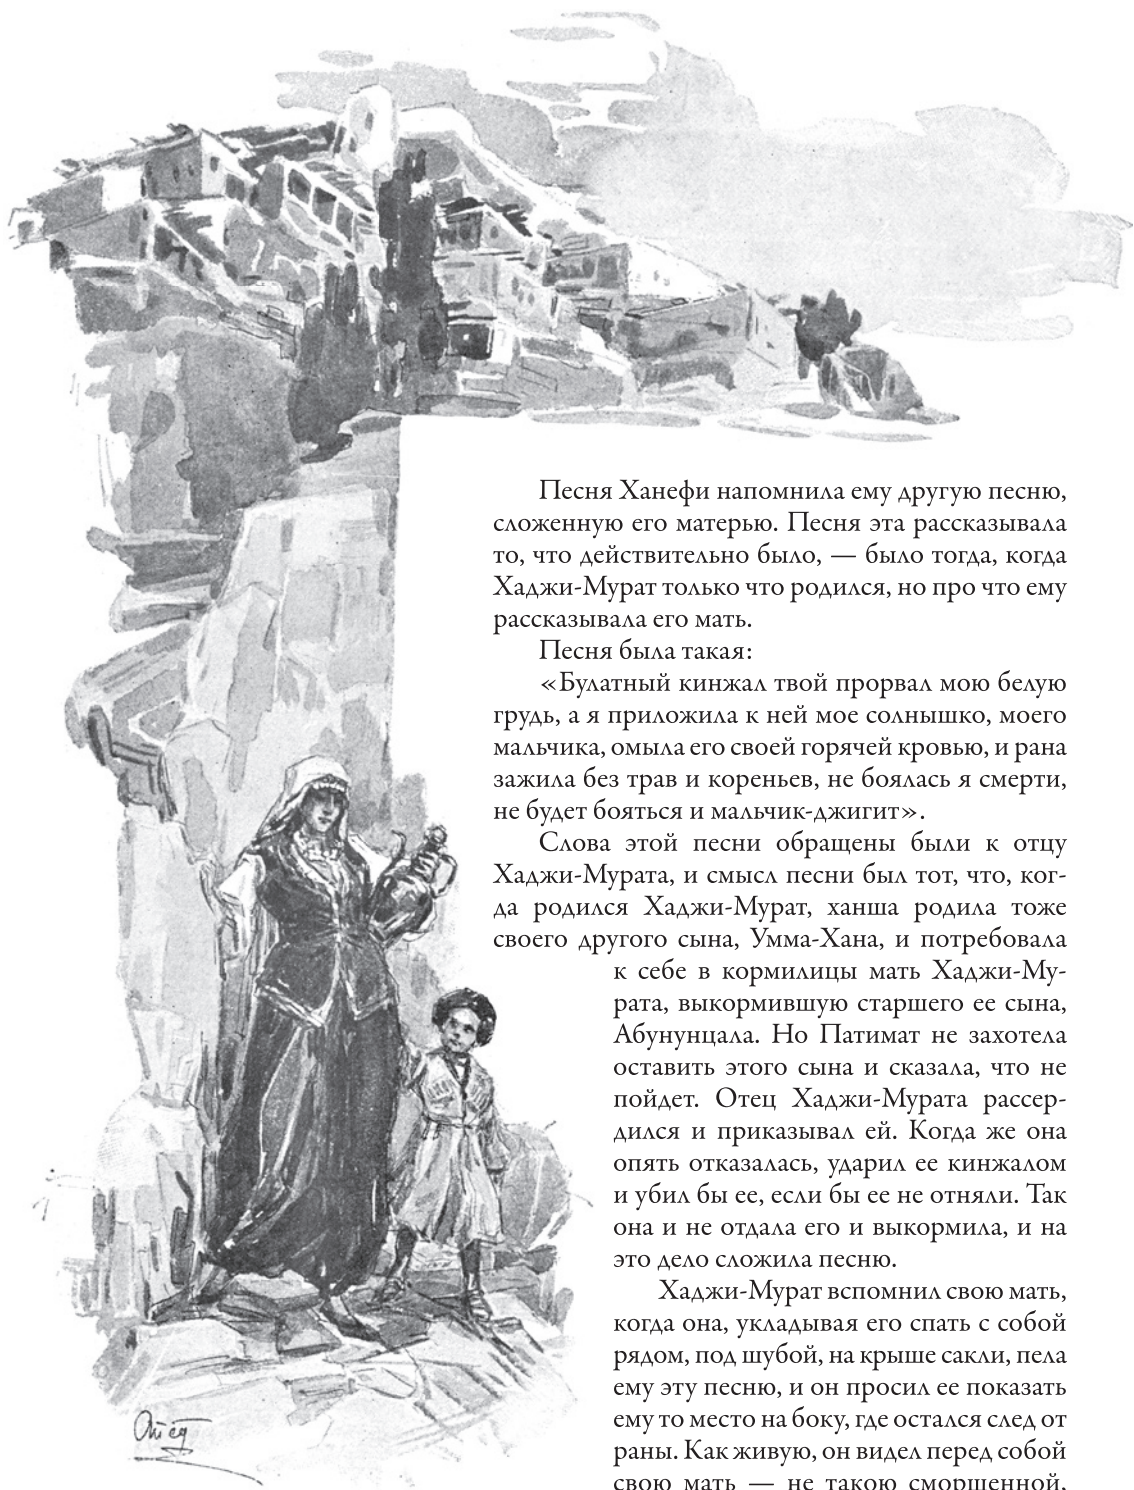 Песня Ханефи напомнила ему другую песню,
сложенную его матерью. Песня эта рассказывала
то, что действительно было, — было тогда, когда
Хаджи-Мурат только что родился, но про что ему
рассказывала его мать.
Песня была такая:
«Булатный кинжал твой прорвал мою белую
грудь, а я приложила к ней мое солнышко, моего
мальчика, омыла его своей горячей кровью, и рана
зажила без трав и кореньев, не боялась я смерти,
не будет бояться и мальчик-джигит».
Слова этой песни обращены были к отцу
Хаджи-Мурата, и смысл песни был тот, что, ког-
да родился Хаджи-Мурат, ханша родила тоже
своего другого сына, Умма-Хана, и потребовала
к себе в кормилицы мать Хаджи-Му-
рата, выкормившую старшего ее сына,
Абунунцала. Но Патимат не захотела
оставить этого сына и сказала, что не
пойдет. Отец Хаджи-Мурата рассер-
дился и приказывал ей. Когда же она
опять отказалась, ударил ее кинжалом
и убил бы ее, если бы ее не отняли. Так
она и не отдала его и выкормила, и на
это дело сложила песню.
Хаджи-Мурат вспомнил свою мать,
когда она, укладывая его спать с собой
рядом, под шубой, на крыше сакли, пела
ему эту песню, и он просил ее показать
ему то место на боку, где остался след от
раны. Как живую, он видел перед собой
свою мать — не такою сморщенной,